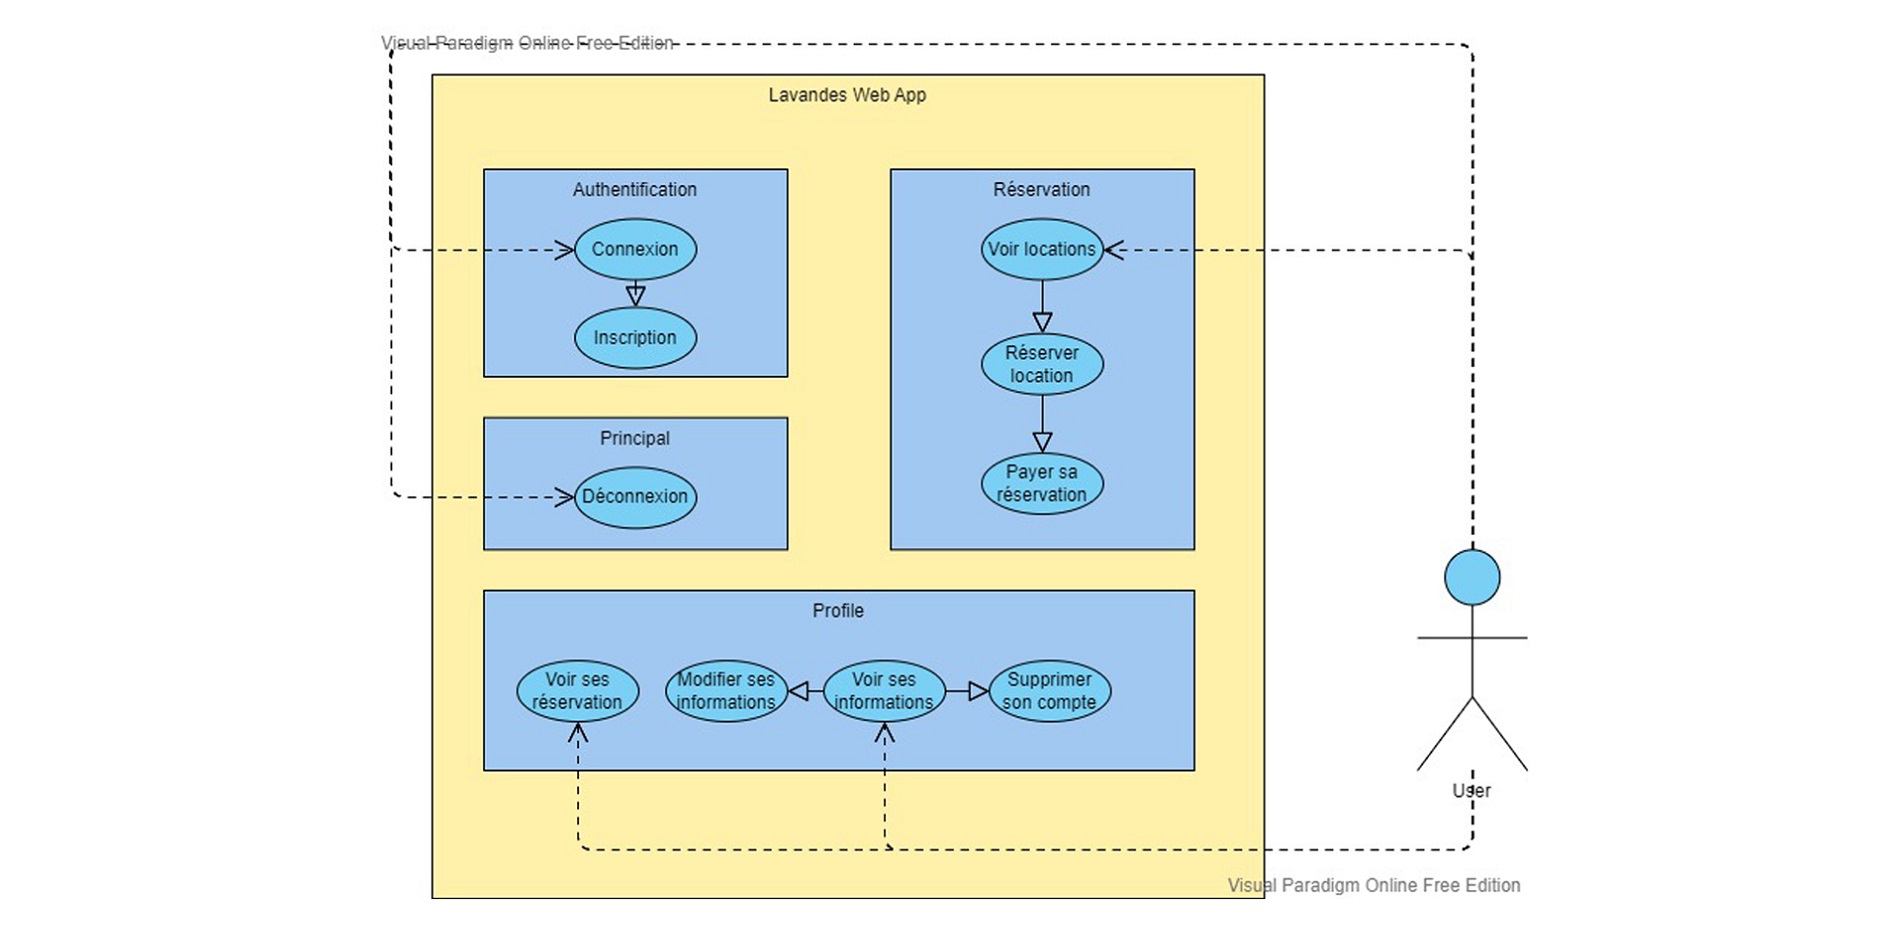 Visual Paradigm Online Free Edition
Lavandes Web App
Authentification
Connexion
Inscription
Réservation
Voir locations
Réserver
location
Payer sa
réservation
Principal
Déconnexion
Profile
Voir ses
réservation
Modifier ses
informations
Voir ses
informations
Supprimer
son compte
User
Visual Paradigm Online Free Edition